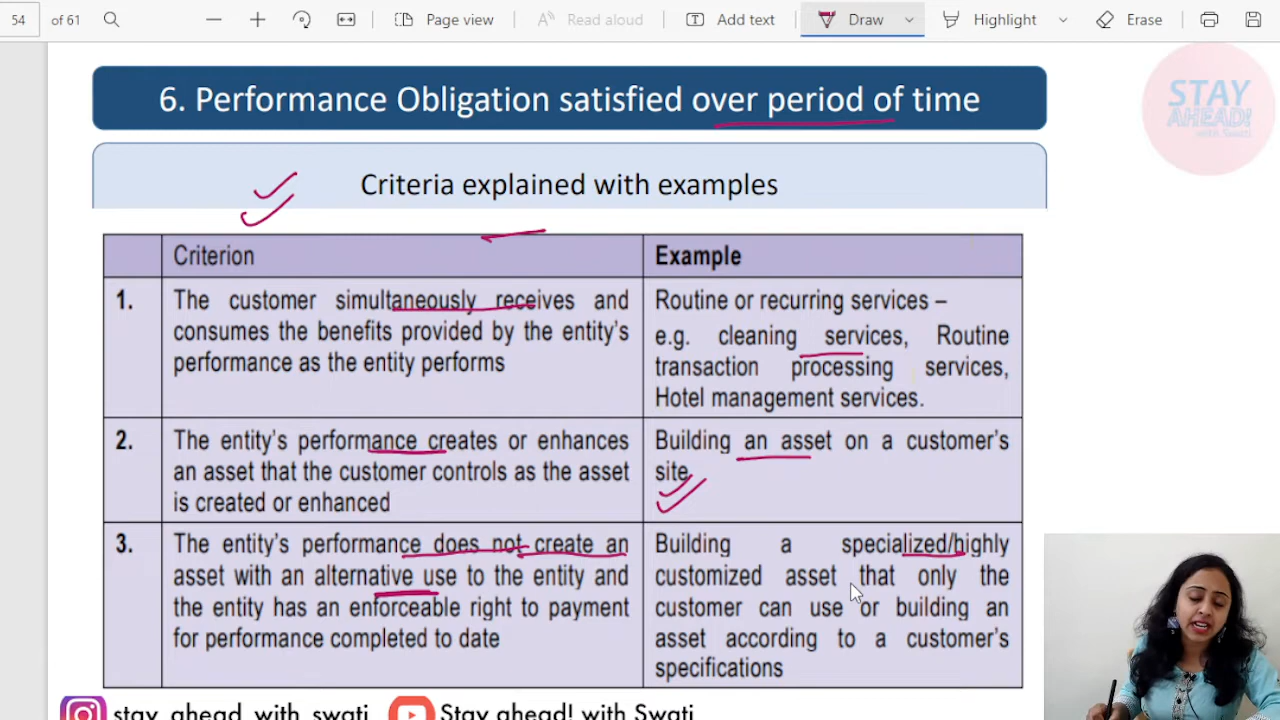 54 of 61 Page view Read aloud Add text Draw Highlight Erase
STAY
AHEAD!
with Swati
6. Performance Obligation satisfied over period of time
Criteria explained with examples
Criterion Example
1. The customer simultaneously receives and
consumes the benefits provided by the entity's
performance as the entity performs
Routine or recurring services –
e.g. cleaning services, Routine
transaction processing services,
Hotel management services.
2. The entity's performance creates or enhances
an asset that the customer controls as the asset
is created or enhanced
Building an asset on a customer's
site
3. The entity's performance does not create an
asset with an alternative use to the entity and
the entity has an enforceable right to payment
for performance completed to date
Building a specialized/highly
customized asset that only the
customer can use or building an
asset according to a customer's
specifications
stay_ahead_with_swati Stay ahead! with Swati